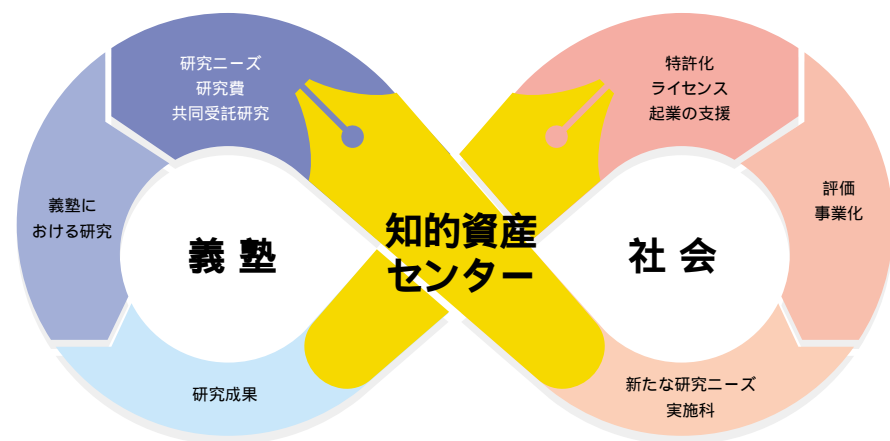 研究ニーズ
研究費
共同受託研究
特許化
ライセンス
起業の支援
義塾に
おける研究
評価
事業化
義塾
知的資産
センター
社会
研究成果
新たな研究ニーズ
実施科